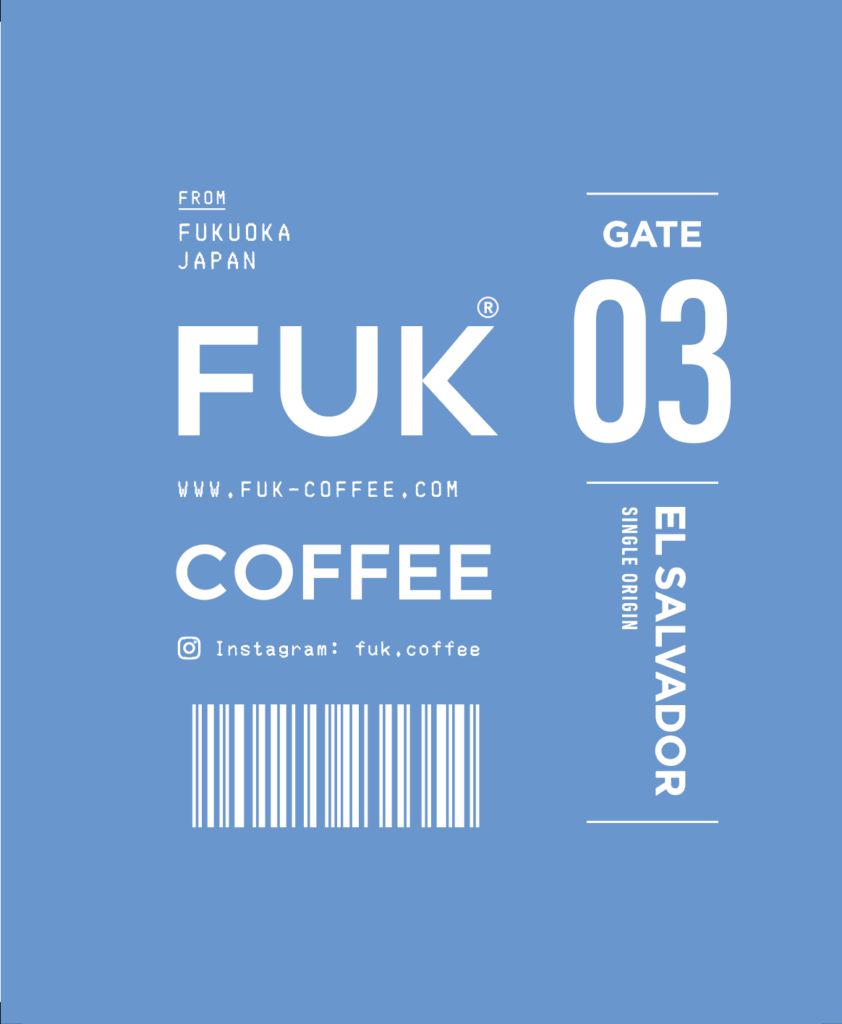 FROM
FUKUOKA
JAPAN
FUK®
WWW.FUK-COFFEE.COM
COFFEE
Instagram: fuk.coffee
GATE
03
EL SALVADOR
SINGLE ORIGIN